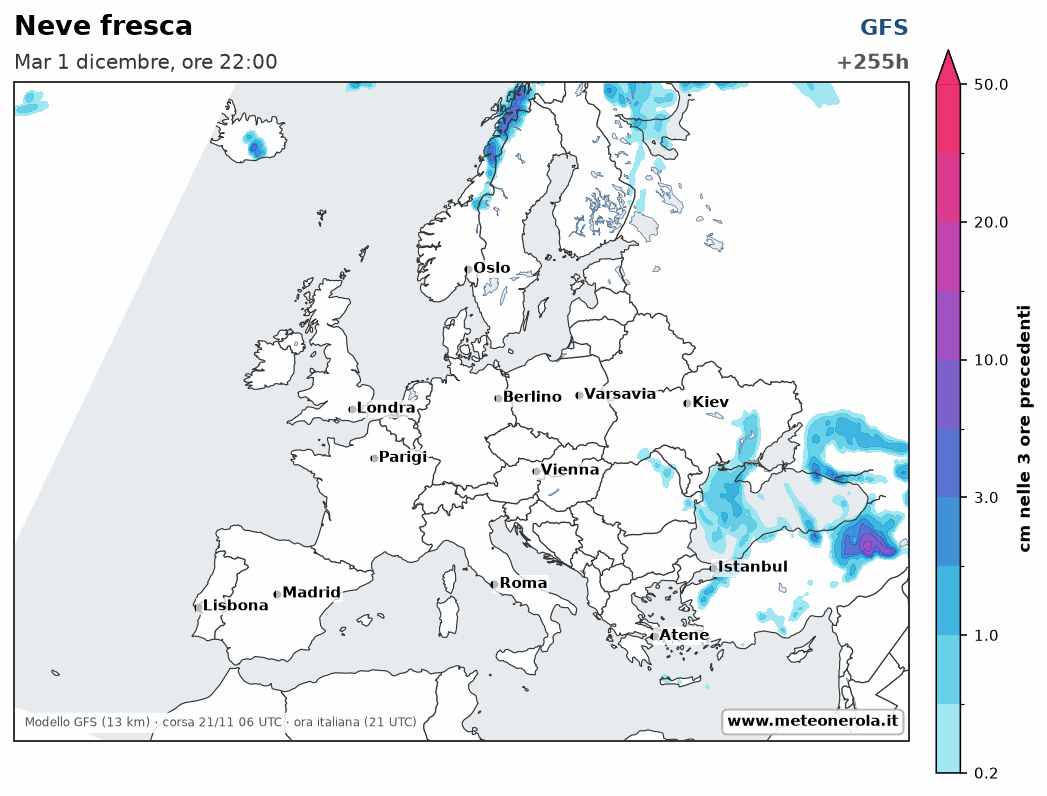 Neve fresca
GFS
Mar 1 dicembre, ore 22:00
+255h
50.0
20.0
10.0
3.0
1.0
0.2
cm nelle 3 ore precedenti
Oslo
Berlino
Varsavia
Kiev
Londra
Parigi
Vienna
Istanbul
Roma
Madrid
Lisbona
Atene
Modello GFS (13 km) · corsa 21/11 06 UTC · ora italiana (21 UTC)
www.meteonerola.it